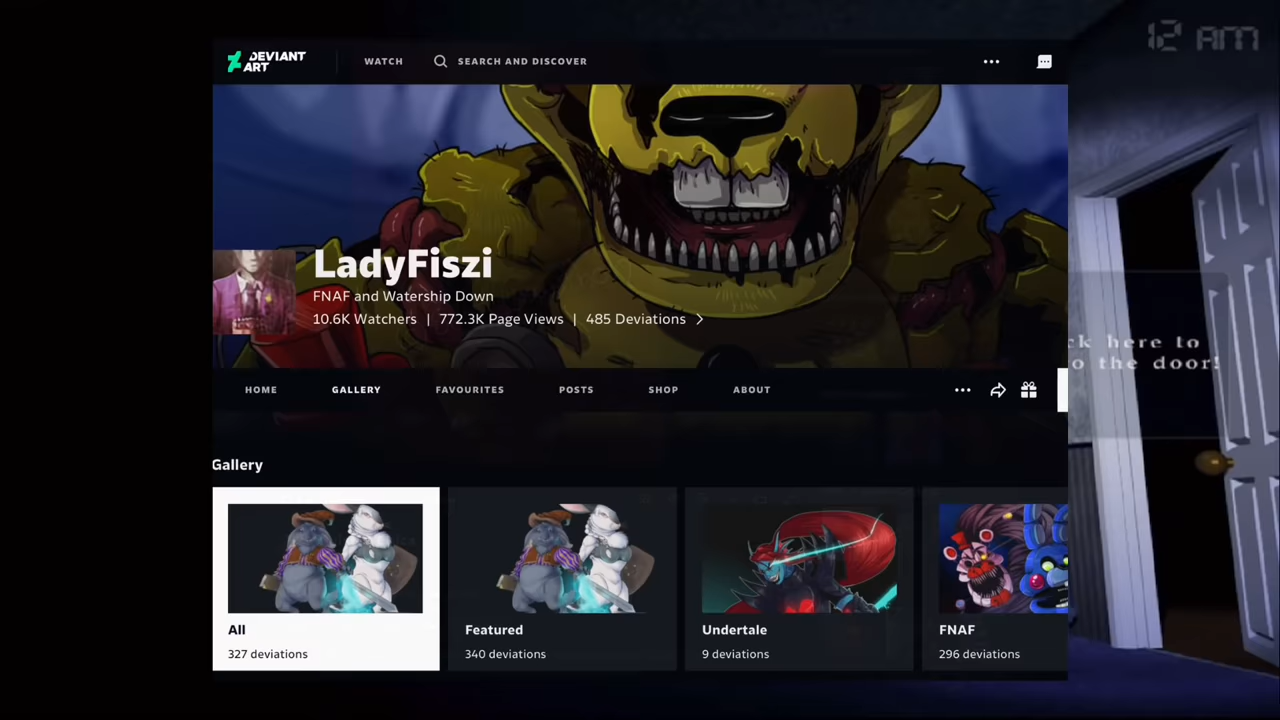 12 AM
DEVIANT
ART
WATCH
SEARCH AND DISCOVER
LadyFiszi
FNAF and Watership Down
10.6K Watchers | 772.3K Page Views | 485 Deviations
ck here to
o the door!
HOME
GALLERY
FAVOURITES
POSTS
SHOP
ABOUT
Gallery
All
327 deviations
Featured
340 deviations
Undertale
9 deviations
FNAF
296 deviations